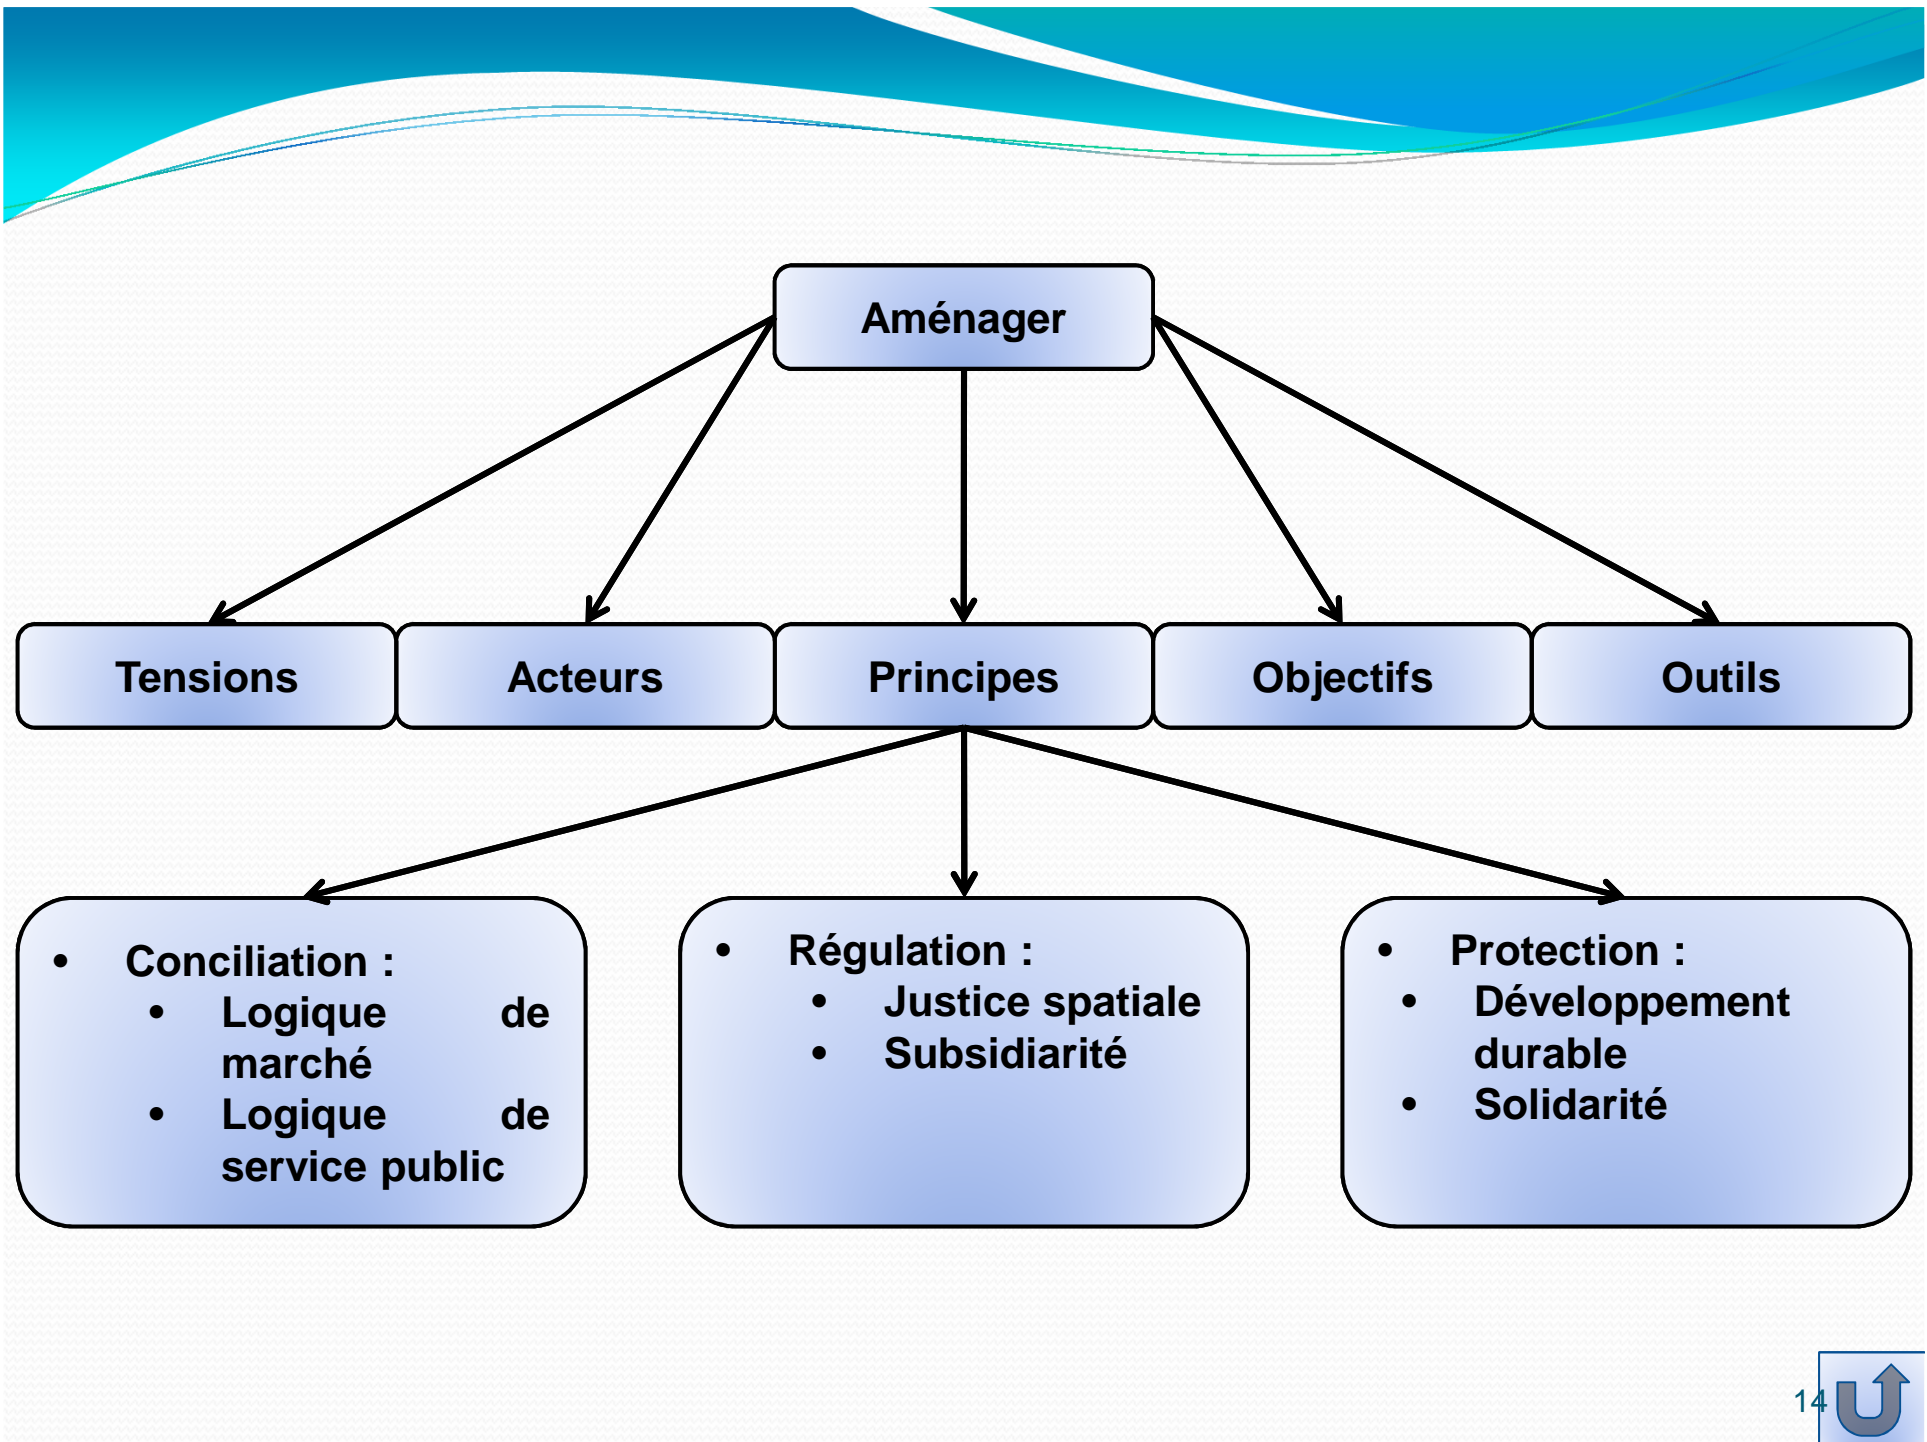 Aménager
Tensions
Acteurs
Principes
Objectifs
Outils
• Conciliation :
• Logique de
marché
• Logique de
service public
• Régulation :
• Justice spatiale
• Subsidiarité
• Protection :
• Développement
durable
• Solidarité
14